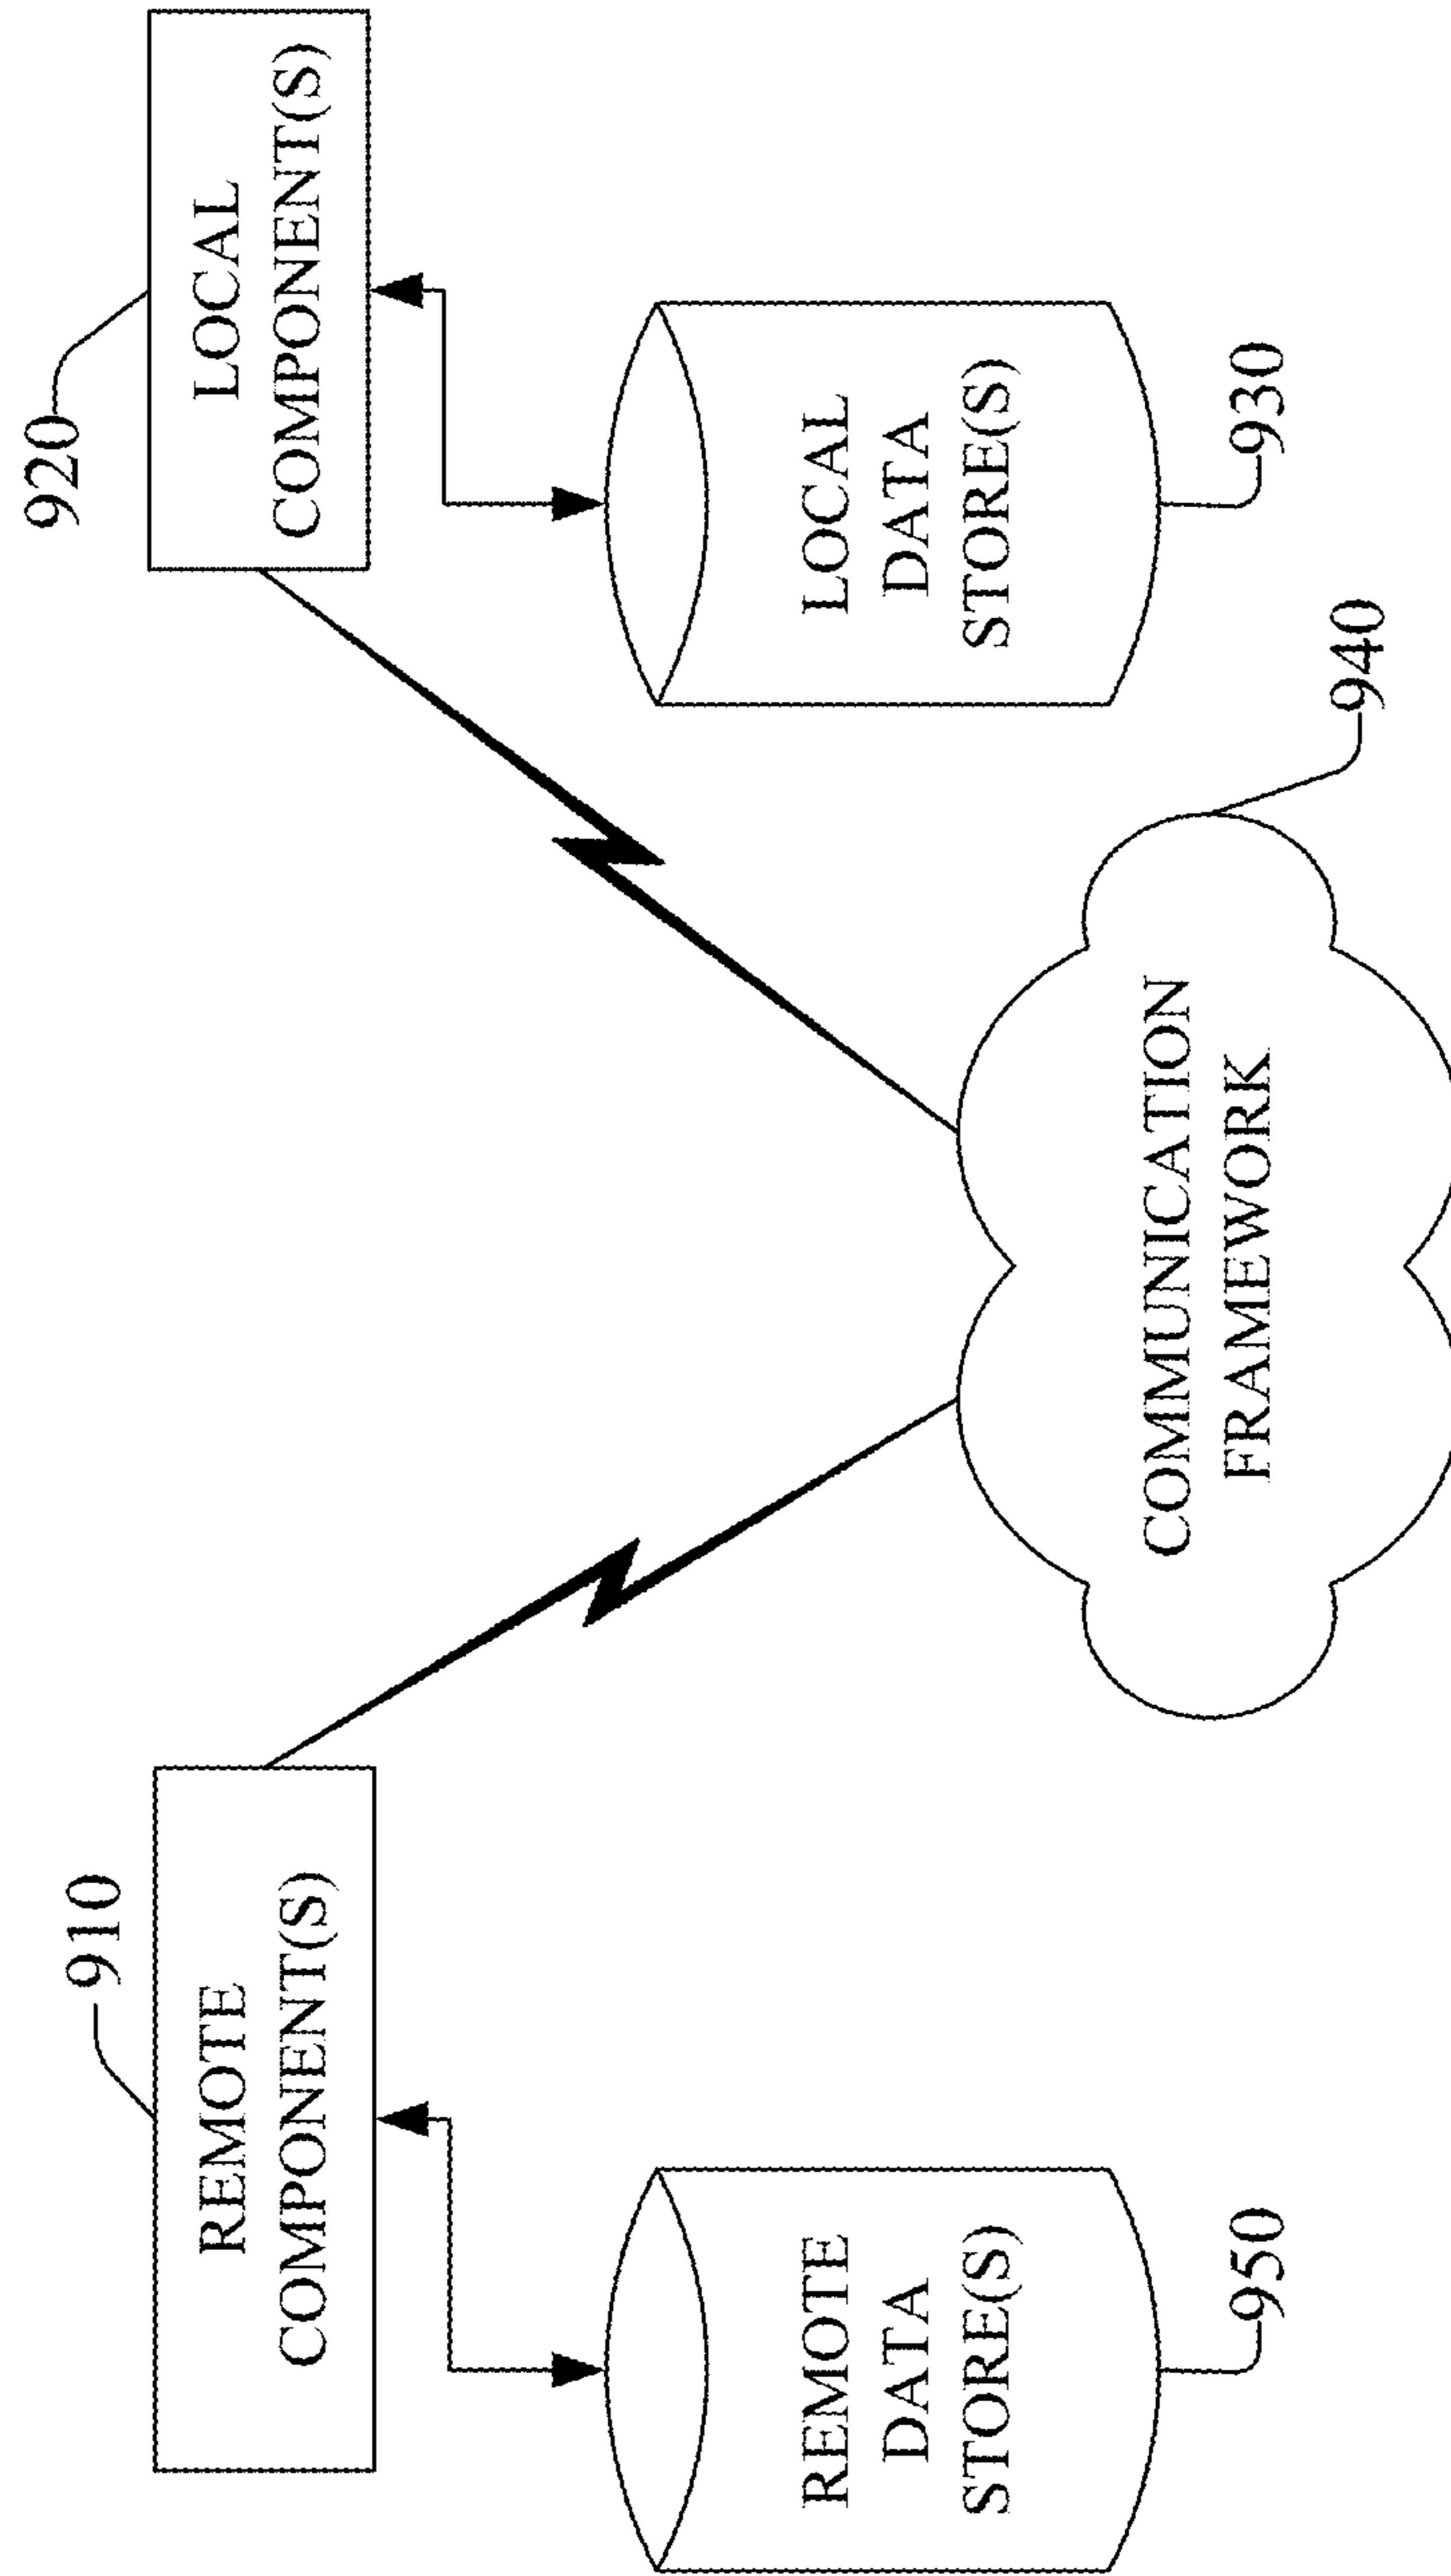 910
REMOTE
COMPONENT(S)
920
LOCAL
COMPONENT(S)
REMOTE
DATA
STORE(S)
950
LOCAL
DATA
STORE(S)
930
COMMUNICATION
FRAMEWORK
940